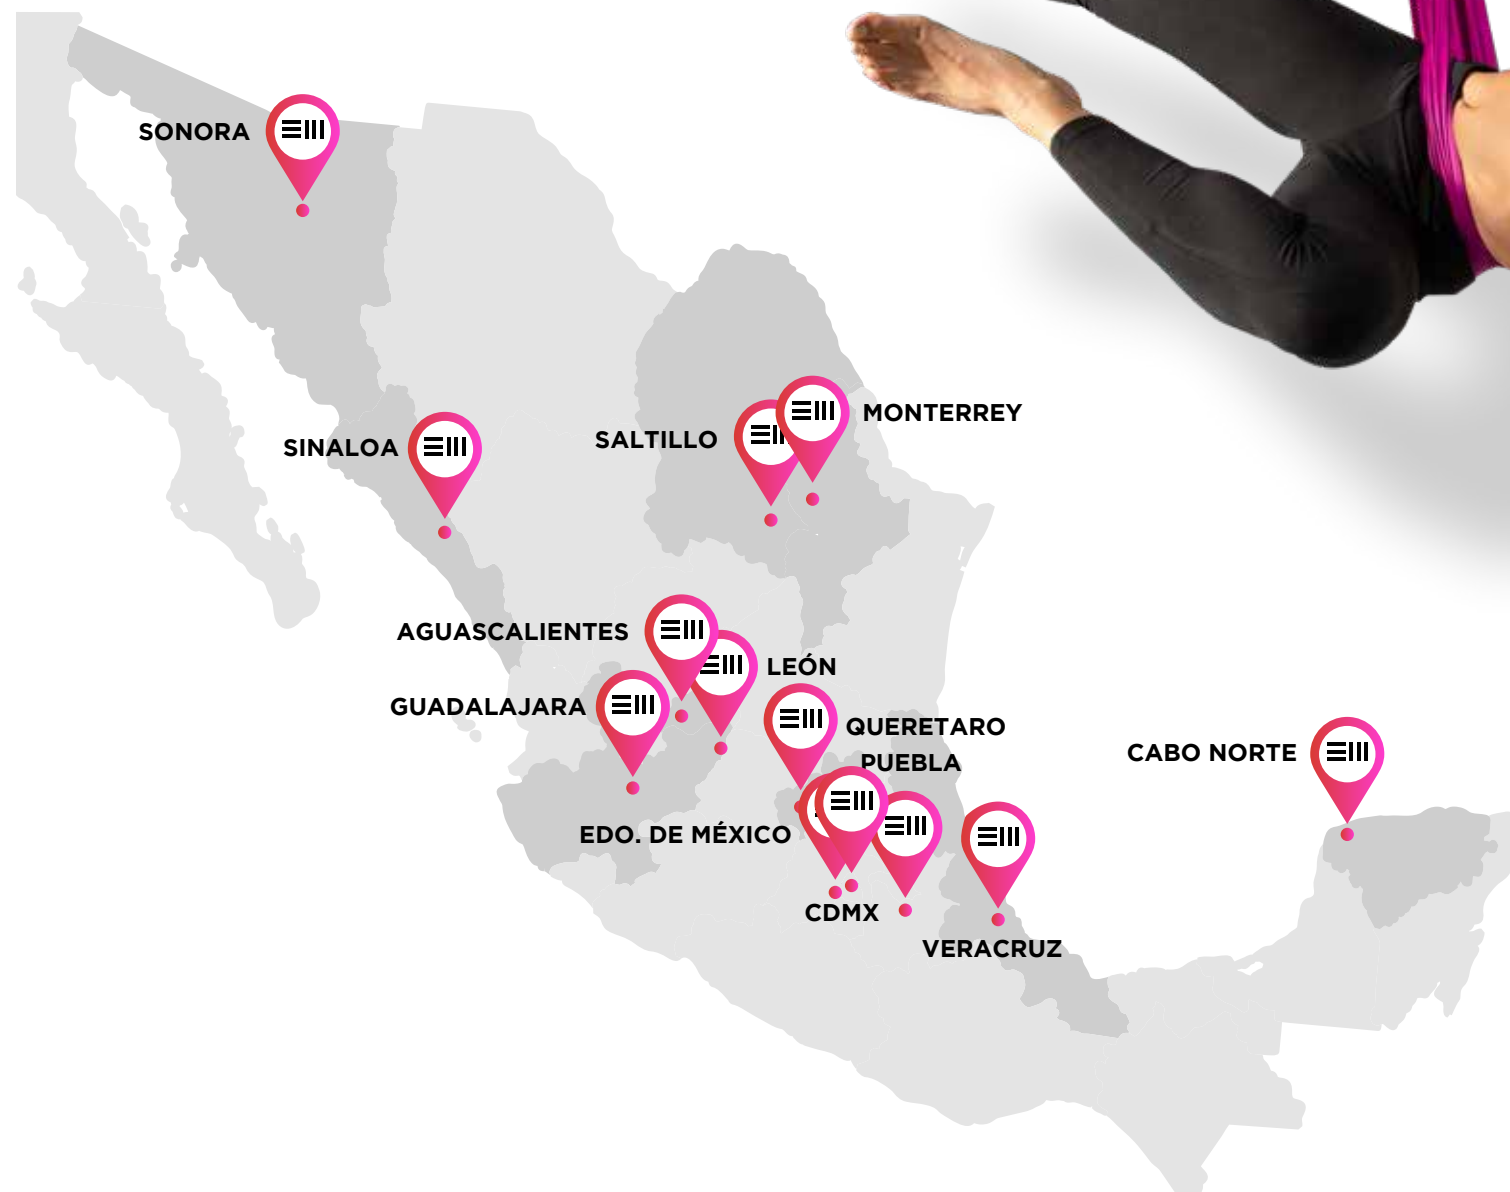 SONORA
MONTERREY
SALTILLO
SINALOA
AGUASCALIENTES
LEÓN
GUADALAJARA
QUERETARO
CABO NORTE
PUEBLA
EDO. DE MÉXICO
CDMX
VERACRUZ